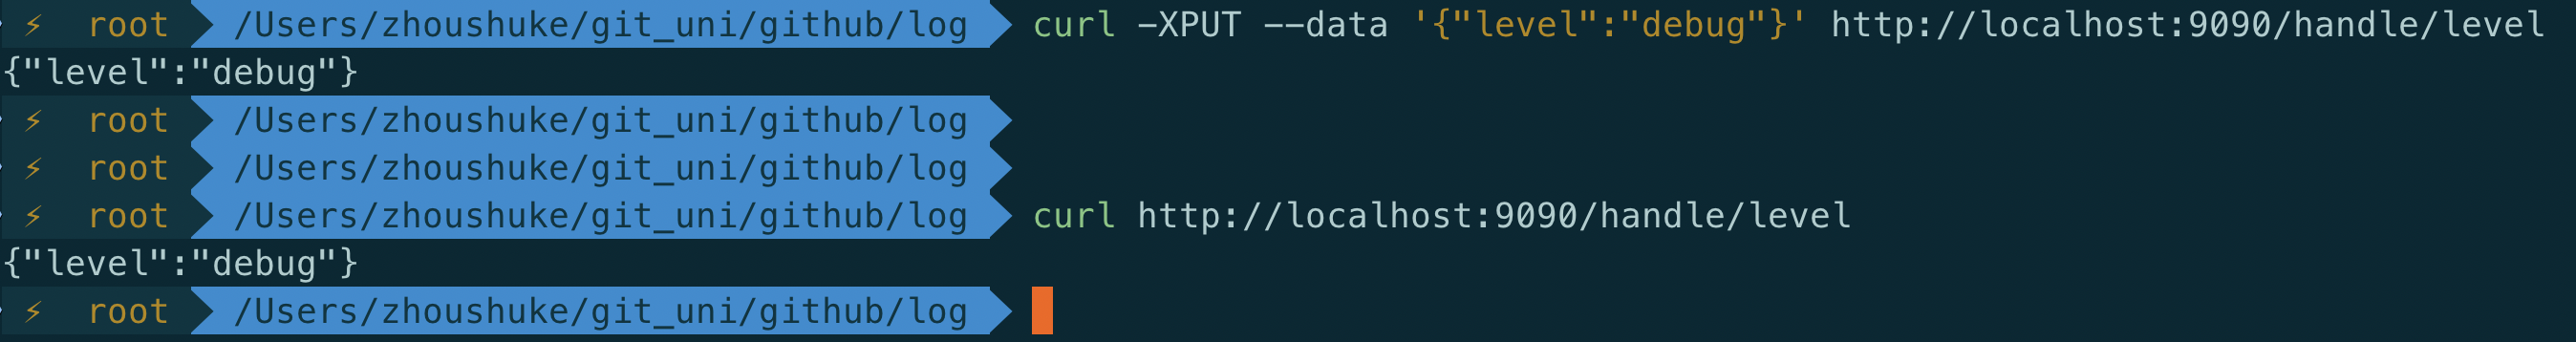 ⚡ root /Users/zhoushuke/git_uni/github/log curl -XPUT --data '{"level":"debug"}' http://localhost:9090/handle/level
{"level":"debug"}
⚡ root /Users/zhoushuke/git_uni/github/log
⚡ root /Users/zhoushuke/git_uni/github/log
⚡ root /Users/zhoushuke/git_uni/github/log curl http://localhost:9090/handle/level
{"level":"debug"}
⚡ root /Users/zhoushuke/git_uni/github/log